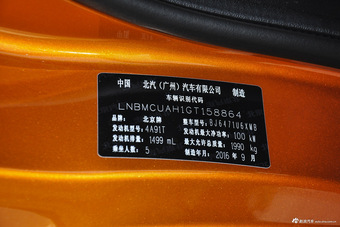 中国 北汽（广州）汽车有限公司 制造
车辆识别代码
LNBMCUAH1GT158864
品牌：北京牌 整车型号：BJ6471U6XMB
发动机型号：4A91T 发动机最大净功率：100 kW
发动机排量：1499 mL 最大允许总质量：1990 kg
乘坐人数：5 制造年月：2016 年 9 月